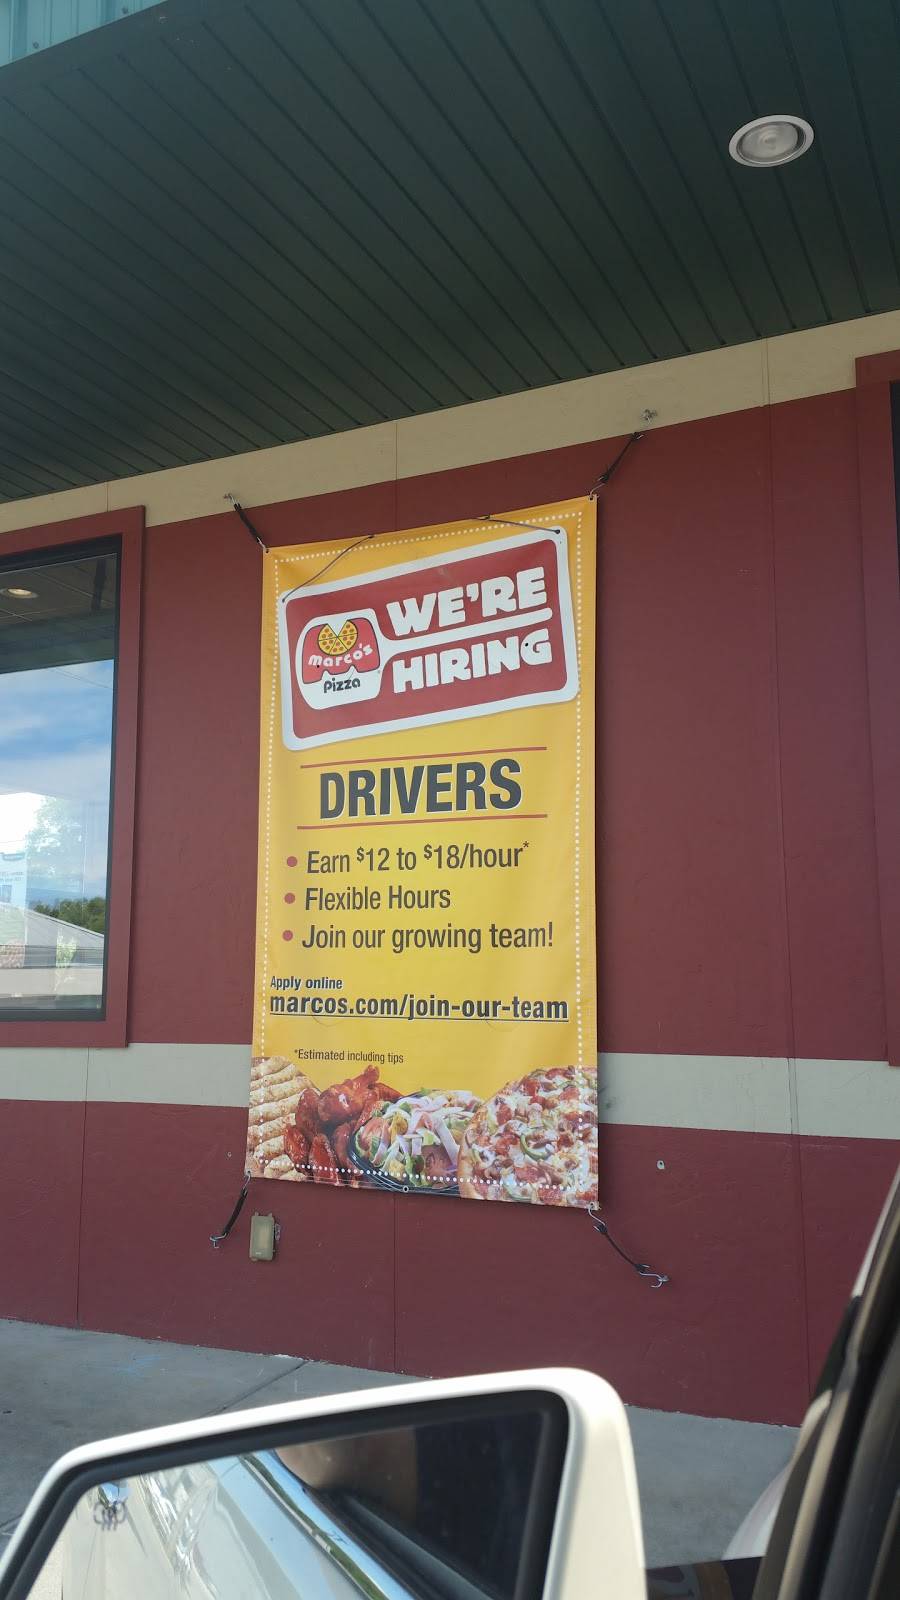 WE'RE
HIRING
marco's
Pizza
DRIVERS
• Earn $12 to $18/hour*
• Flexible Hours
• Join our growing team!
Apply online
marcos.com/join-our-team
*Estimated including tips